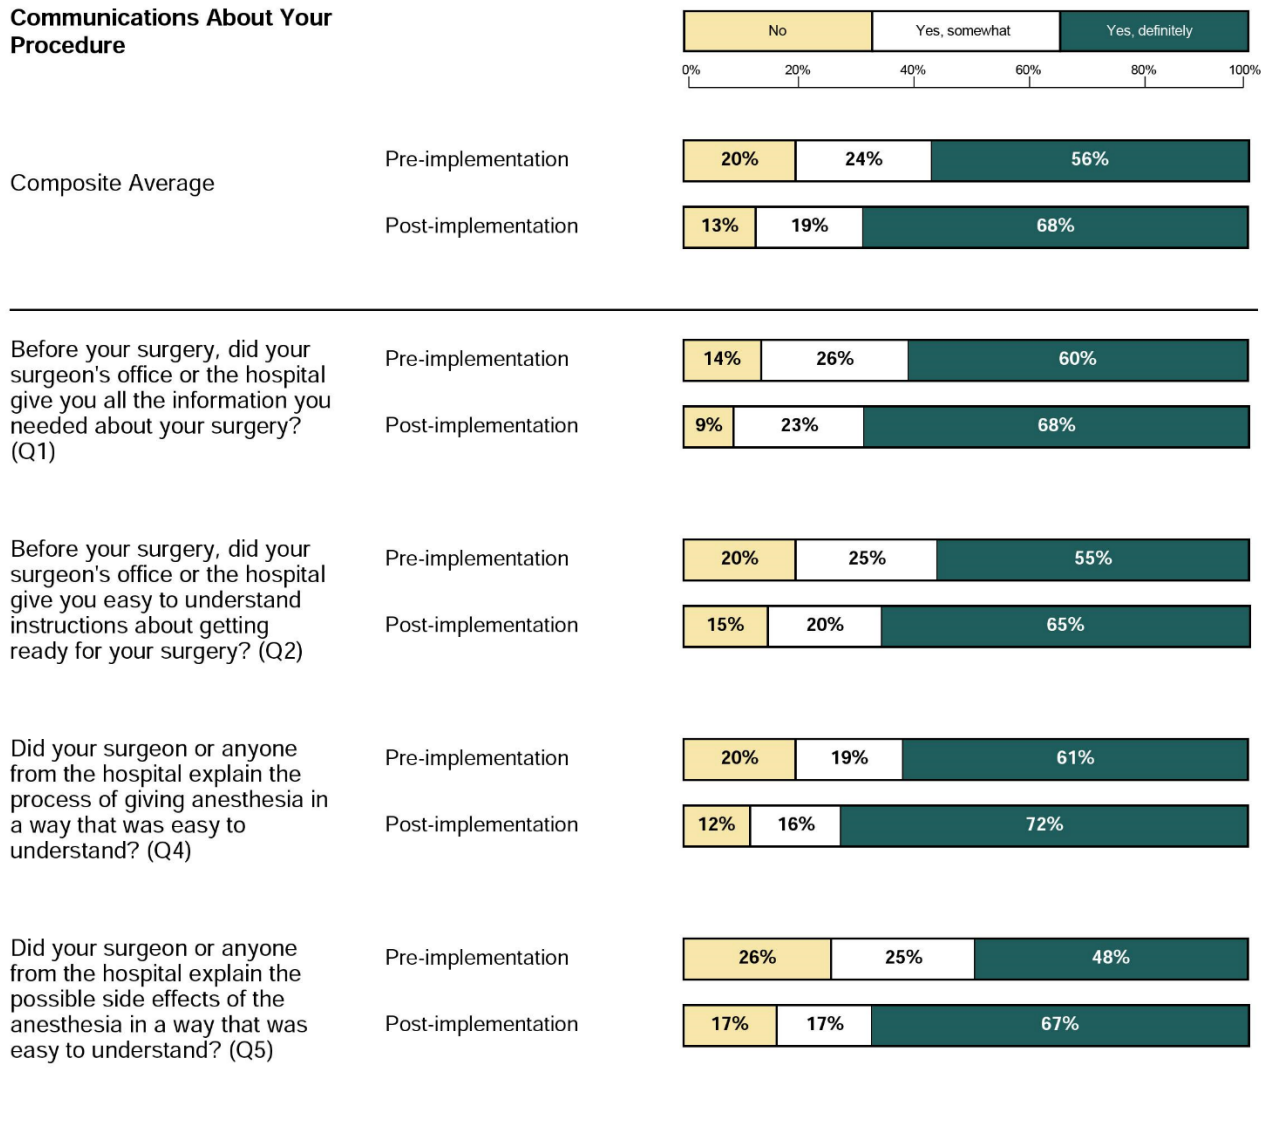 Communications About Your
Procedure
No Yes, somewhat Yes, definitely
0% 20% 40% 60% 80% 100%
Composite Average
Pre-implementation 20% 24% 56%
Post-implementation 13% 19% 68%
Before your surgery, did your
surgeon's office or the hospital
give you all the information you
needed about your surgery?
(Q1)
Pre-implementation 14% 26% 60%
Post-implementation 9% 23% 68%
Before your surgery, did your
surgeon's office or the hospital
give you easy to understand
instructions about getting
ready for your surgery? (Q2)
Pre-implementation 20% 25% 55%
Post-implementation 15% 20% 65%
Did your surgeon or anyone
from the hospital explain the
process of giving anesthesia in
a way that was easy to
understand? (Q4)
Pre-implementation 20% 19% 61%
Post-implementation 12% 16% 72%
Did your surgeon or anyone
from the hospital explain the
possible side effects of the
anesthesia in a way that was
easy to understand? (Q5)
Pre-implementation 26% 25% 48%
Post-implementation 17% 17% 67%